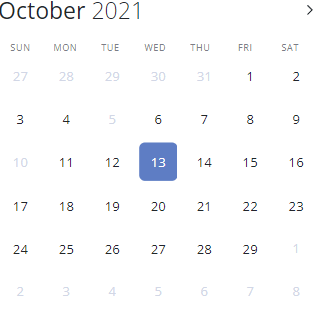 October 2021
SUN MON TUE WED THU FRI SAT
27 28 29 30 31 1 2
3 4 5 6 7 8 9
10 11 12 13 14 15 16
17 18 19 20 21 22 23
24 25 26 27 28 29 1
2 3 4 5 6 7 8